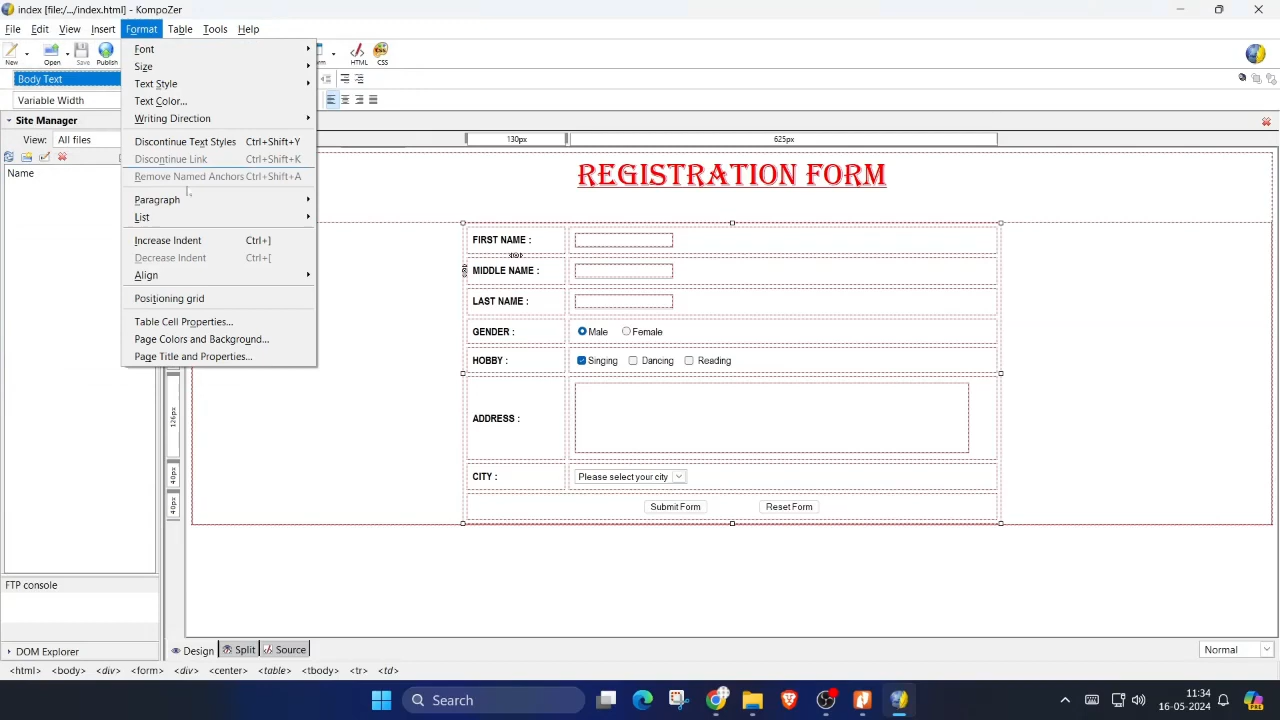 index [file:/.../index.html] - KompoZer
File Edit View Insert Format Table Tools Help
New Open Save Publish HTML CSS
Body Text
Variable Width
Site Manager
View: All files
Name
Font
Size
Text Style
Text Color...
Writing Direction
Discontinue Text Styles Ctrl+Shift+Y
Discontinue Link Ctrl+Shift+K
Remove Named Anchors Ctrl+Shift+A
Paragraph
List
Increase Indent Ctrl+]
Decrease Indent Ctrl+[
Align
Positioning grid
Table Cell Properties...
Page Colors and Background...
Page Title and Properties...
130px 625px
REGISTRATION FORM
FIRST NAME :
MIDDLE NAME :
LAST NAME :
GENDER : Male Female
HOBBY : Singing Dancing Reading
ADDRESS :
CITY : Please select your city
Submit Form Reset Form
126px
40px
40px
FTP console
DOM Explorer
Design Split Source Normal
<html> <body> <div> <form> <div> <center> <table> <tbody> <tr> <td>
Search
11:34
16-05-2024